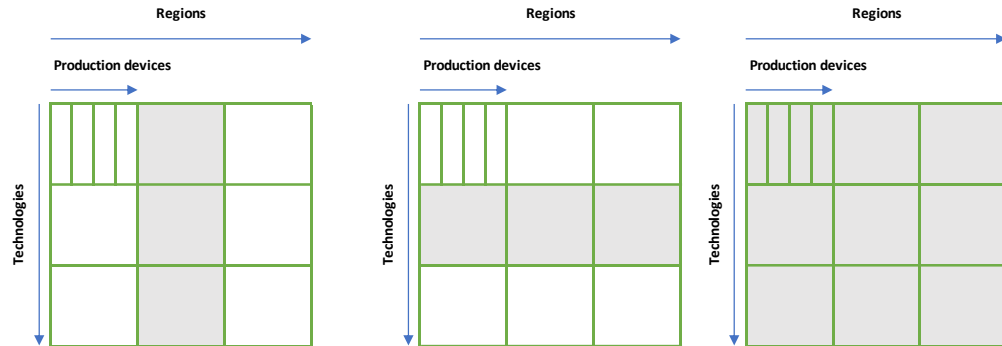 Regions
Production devices
Technologies
Regions
Production devices
Technologies
Regions
Production devices
Technologies